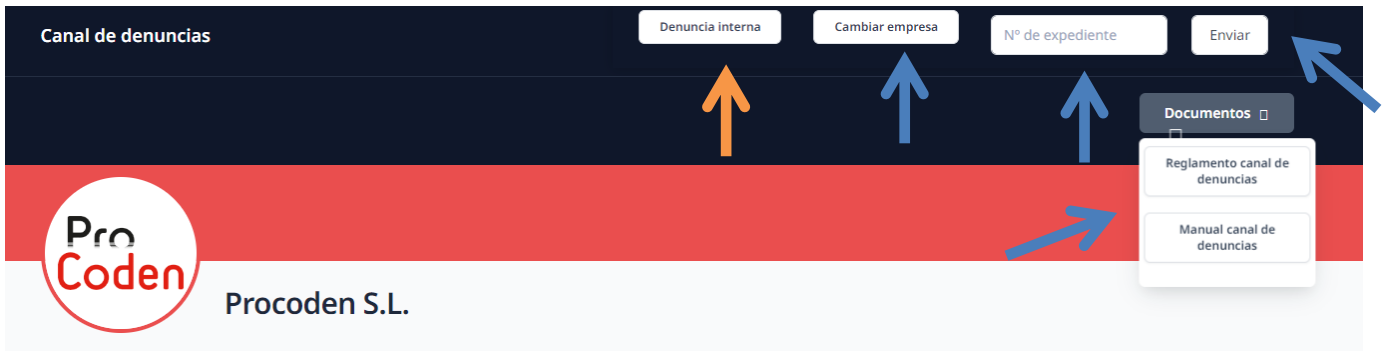 Canal de denuncias
Denuncia interna
Cambiar empresa
Nº de expediente
Enviar
Documentos
Reglamento canal de
denuncias
Manual canal de
denuncias
Pro
Coden
Procoden S.L.